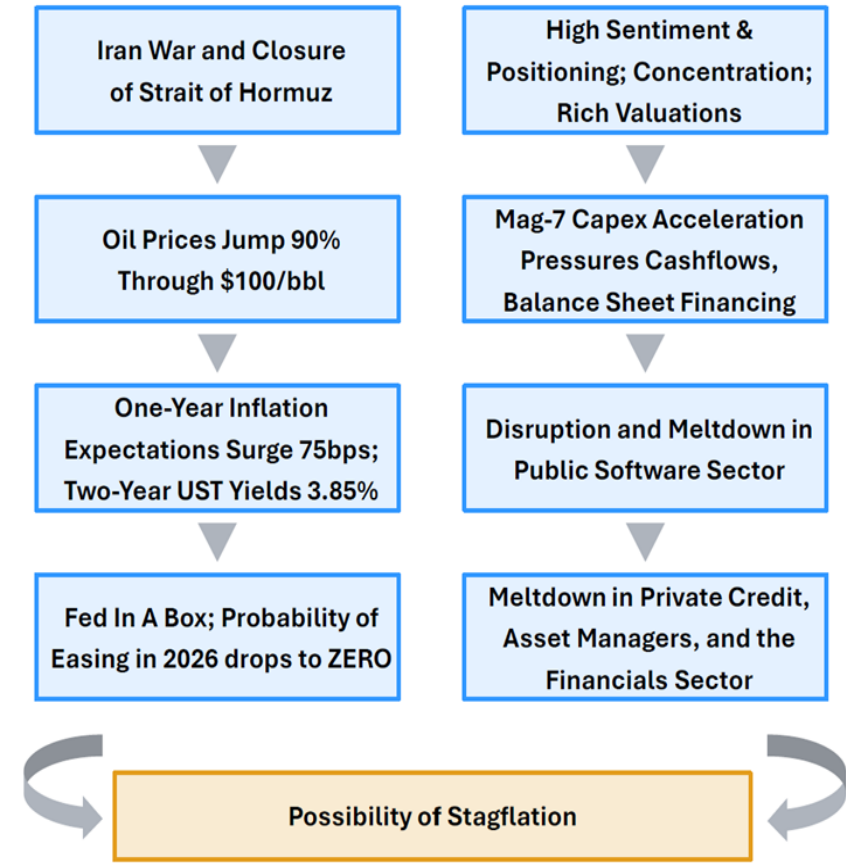 Iran War and Closure
of Strait of Hormuz
Oil Prices Jump 90%
Through $100/bbl
One-Year Inflation
Expectations Surge 75bps;
Two-Year UST Yields 3.85%
Fed In A Box; Probability of
Easing in 2026 drops to ZERO
High Sentiment &
Positioning; Concentration;
Rich Valuations
Mag-7 Capex Acceleration
Pressures Cashflows,
Balance Sheet Financing
Disruption and Meltdown in
Public Software Sector
Meltdown in Private Credit,
Asset Managers, and the
Financials Sector
Possibility of Stagflation